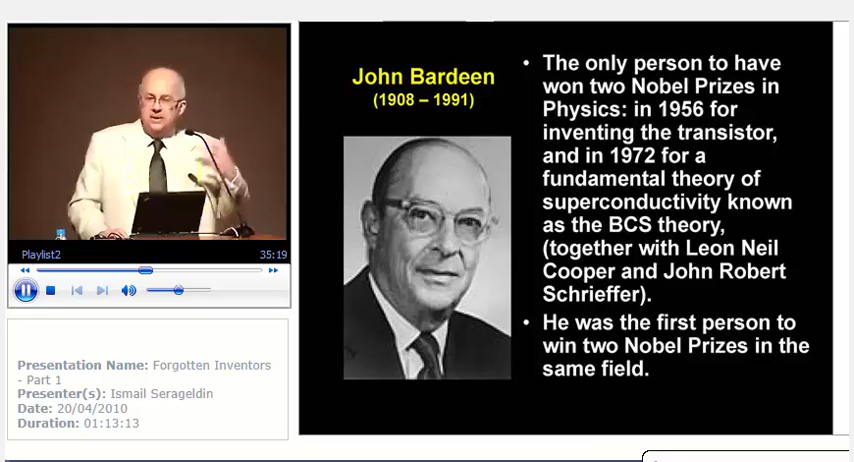 Playlist2
35:19
Presentation Name: Forgotten Inventors
- Part 1
Presenter(s): Ismail Serageldin
Date: 20/04/2010
Duration: 01:13:13
John Bardeen
(1908 – 1991)
• The only person to have
won two Nobel Prizes in
Physics: in 1956 for
inventing the transistor,
and in 1972 for a
fundamental theory of
superconductivity known
as the BCS theory,
(together with Leon Neil
Cooper and John Robert
Schrieffer).
• He was the first person to
win two Nobel Prizes in the
same field.